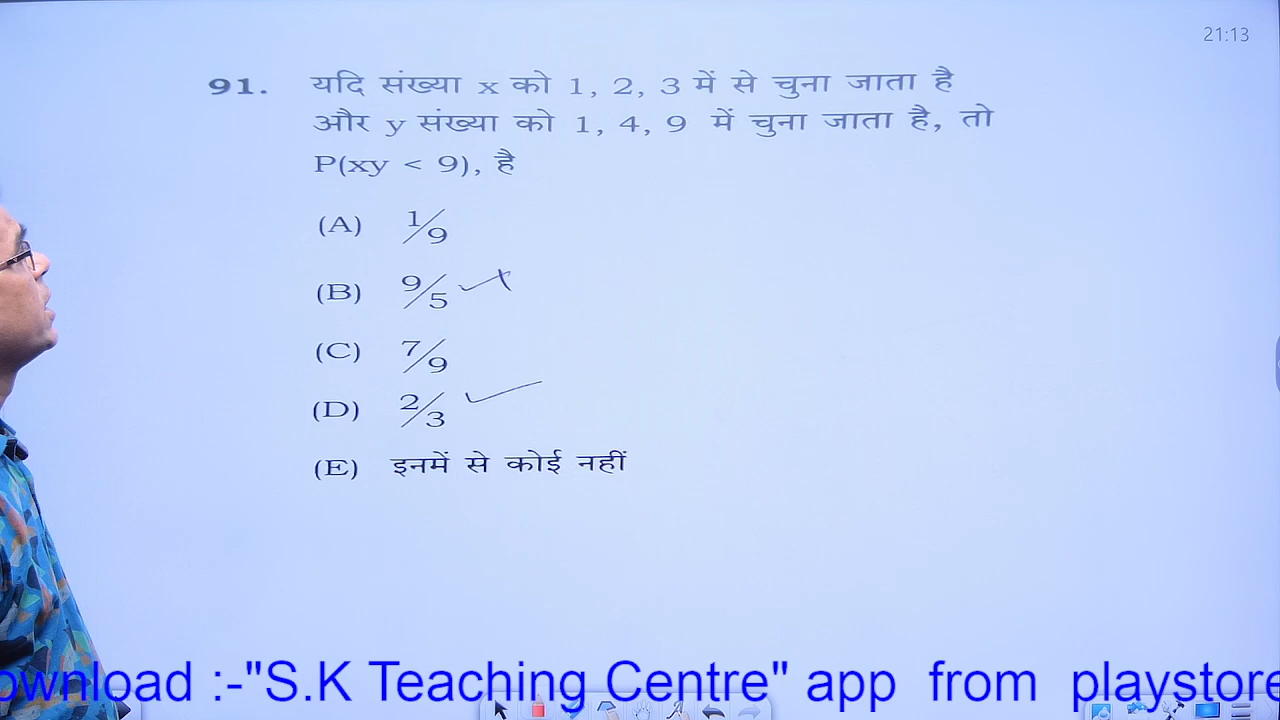 21:13
91. यदि संख्या x को 1, 2, 3 में से चुना जाता है
और y संख्या को 1, 4, 9 में चुना जाता है, तो
P(xy < 9), है
(A) 1/9
(B) 9/5
(C) 7/9
(D) 2/3
(E) इनमें से कोई नहीं
ownload :-"S.K Teaching Centre" app from playstore